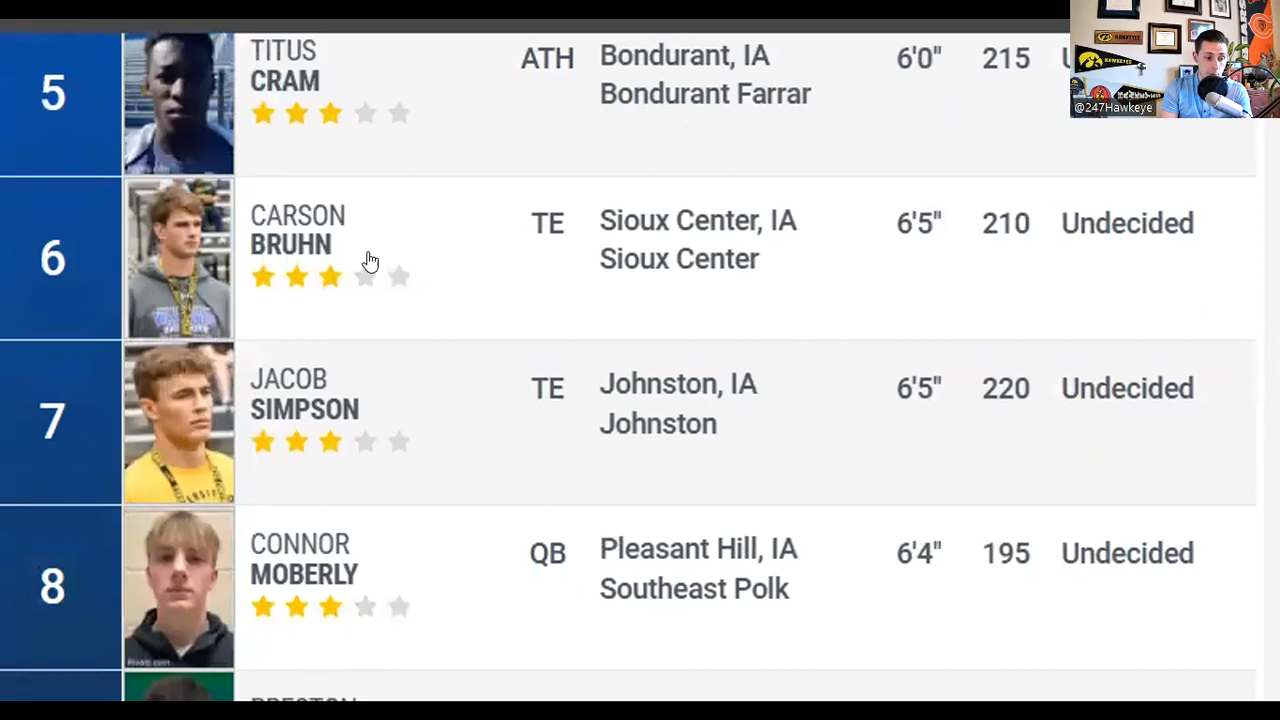 5
TITUS
CRAM
ATH
Bondurant, IA
Bondurant Farrar
6'0"
215
6
CARSON
BRUHN
TE
Sioux Center, IA
Sioux Center
6'5"
210
Undecided
7
JACOB
SIMPSON
TE
Johnston, IA
Johnston
6'5"
220
Undecided
8
CONNOR
MOBERLY
QB
Pleasant Hill, IA
Southeast Polk
6'4"
195
Undecided
HAWKEYES
@247Hawkeye